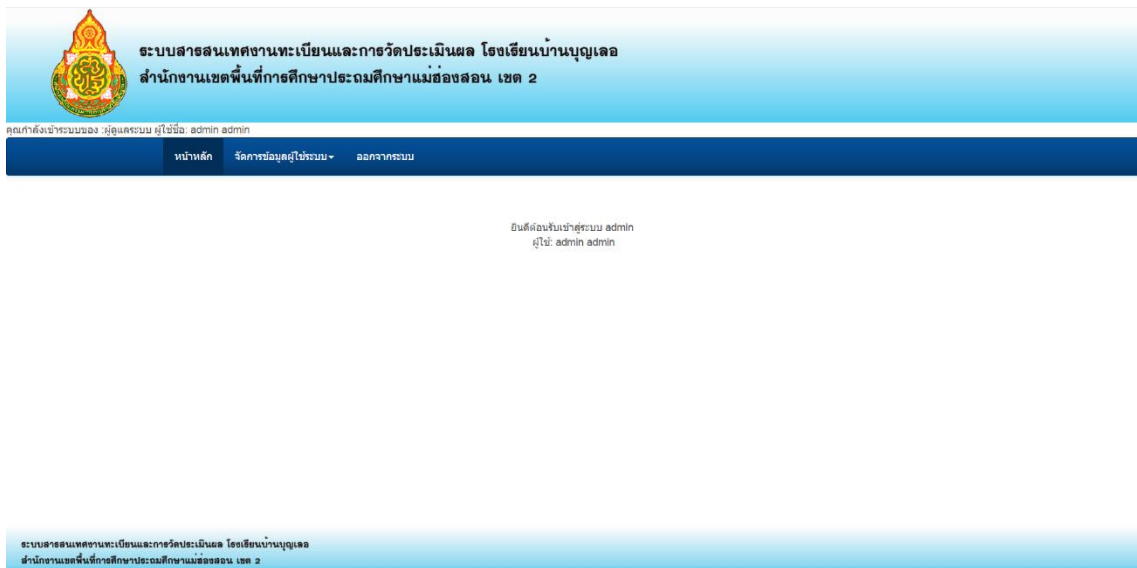 ระบบสารสนเทศงานทะเบียนและการวัดประเมินผล โรงเรียนบ้านบุญเลอ
สำนักงานเขตพื้นที่การศึกษาประถมศึกษาแม่ฮ่องสอน เขต 2
คุณกำลังเข้าระบบของ :ผู้ดูแลระบบ ผู้ใช้ชื่อ: admin admin
หน้าหลัก จัดการข้อมูลผู้ใช้ระบบ ออกจากระบบ
ยินดีต้อนรับเข้าสู่ระบบ admin
ผู้ใช้: admin admin
ระบบสารสนเทศงานทะเบียนและการวัดประเมินผล โรงเรียนบ้านบุญเลอ
สำนักงานเขตพื้นที่การศึกษาประถมศึกษาแม่ฮ่องสอน เขต 2